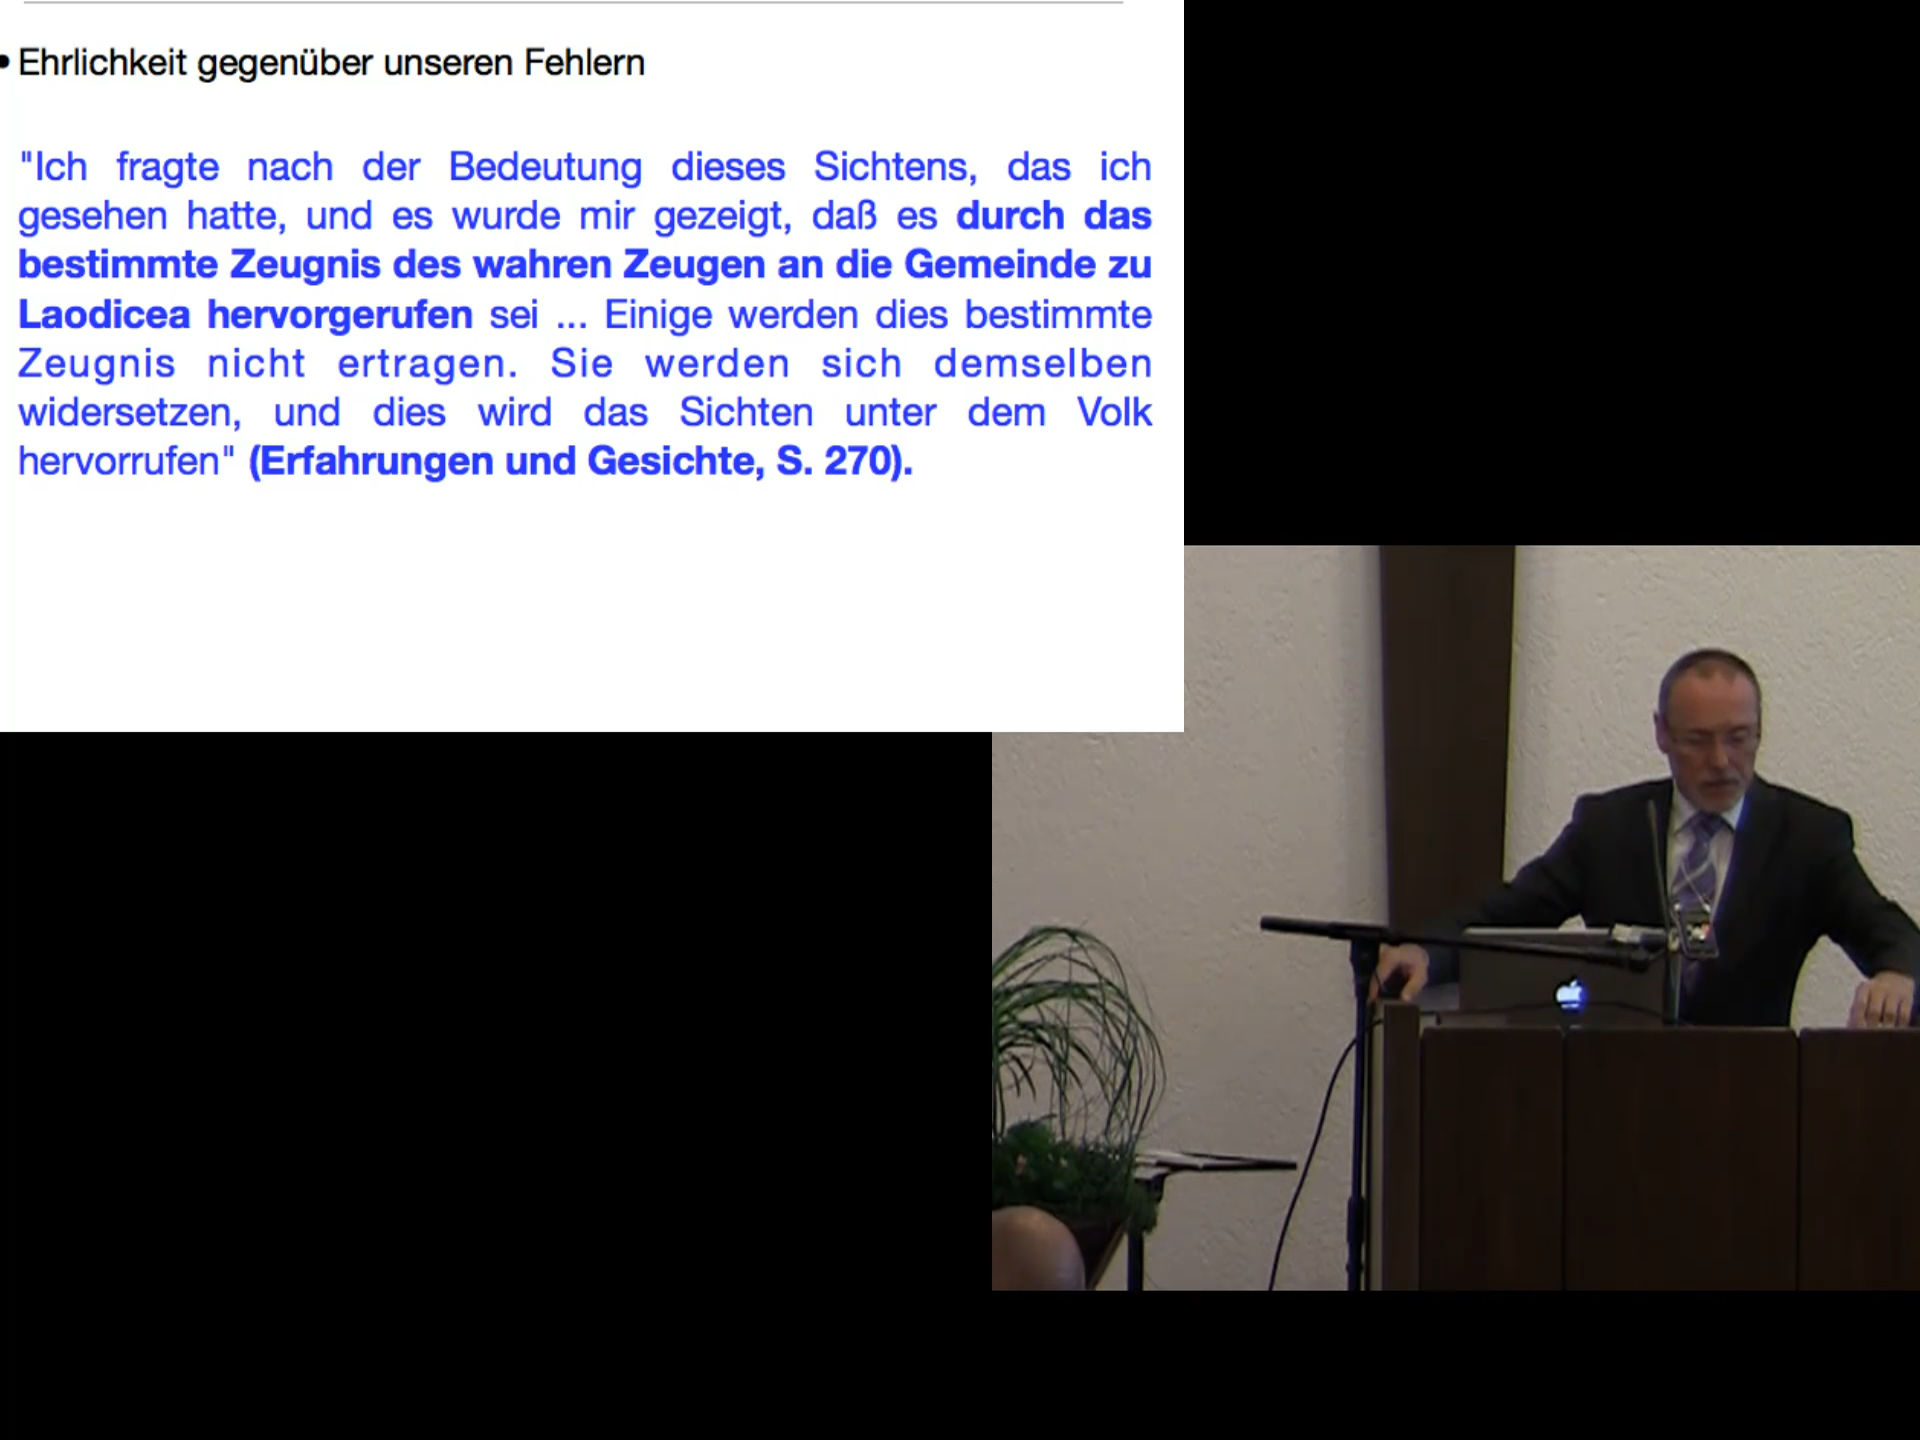 • Ehrlichkeit gegenüber unseren Fehlern
"Ich fragte nach der Bedeutung dieses Sichtens, das ich
gesehen hatte, und es wurde mir gezeigt, daß es durch das
bestimmte Zeugnis des wahren Zeugen an die Gemeinde zu
Laodicea hervorgerufen sei ... Einige werden dies bestimmte
Zeugnis nicht ertragen. Sie werden sich demselben
widersetzen, und dies wird das Sichten unter dem Volk
hervorrufen" (Erfahrungen und Gesichte, S. 270).